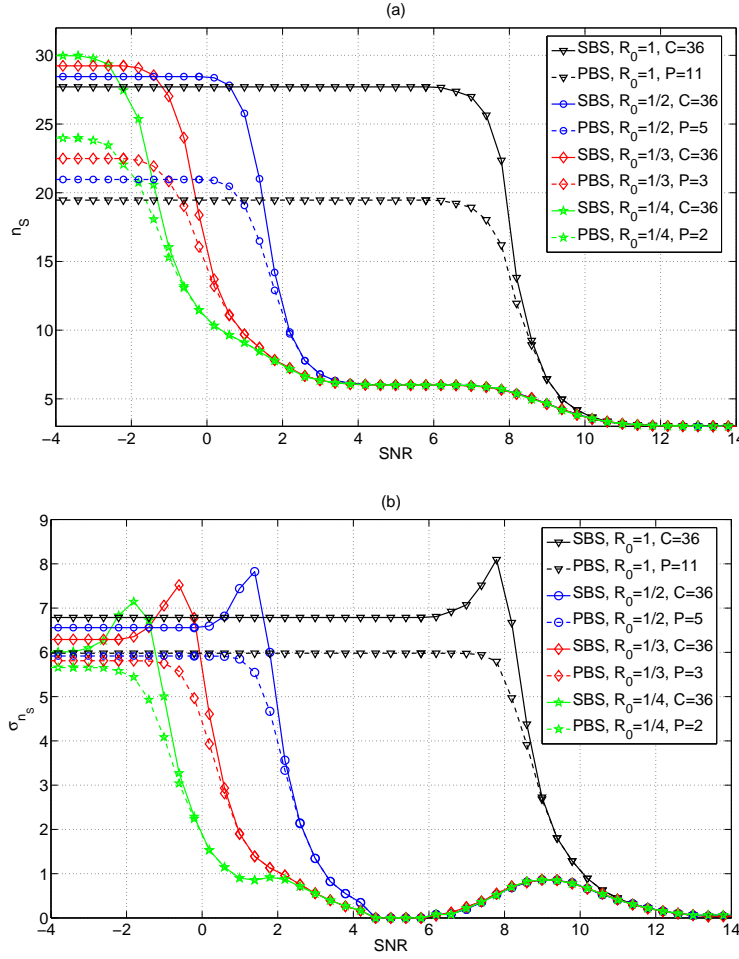 (a)
30
25
20
15
10
5
n_S
−4 −2 0 2 4 6 8 10 12 14
SNR
SBS, R_0=1, C=36
PBS, R_0=1, P=11
SBS, R_0=1/2, C=36
PBS, R_0=1/2, P=5
SBS, R_0=1/3, C=36
PBS, R_0=1/3, P=3
SBS, R_0=1/4, C=36
PBS, R_0=1/4, P=2
(b)
9
8
7
6
5
4
3
2
1
0
σ_{n_S}
−4 −2 0 2 4 6 8 10 12 14
SNR
SBS, R_0=1, C=36
PBS, R_0=1, P=11
SBS, R_0=1/2, C=36
PBS, R_0=1/2, P=5
SBS, R_0=1/3, C=36
PBS, R_0=1/3, P=3
SBS, R_0=1/4, C=36
PBS, R_0=1/4, P=2